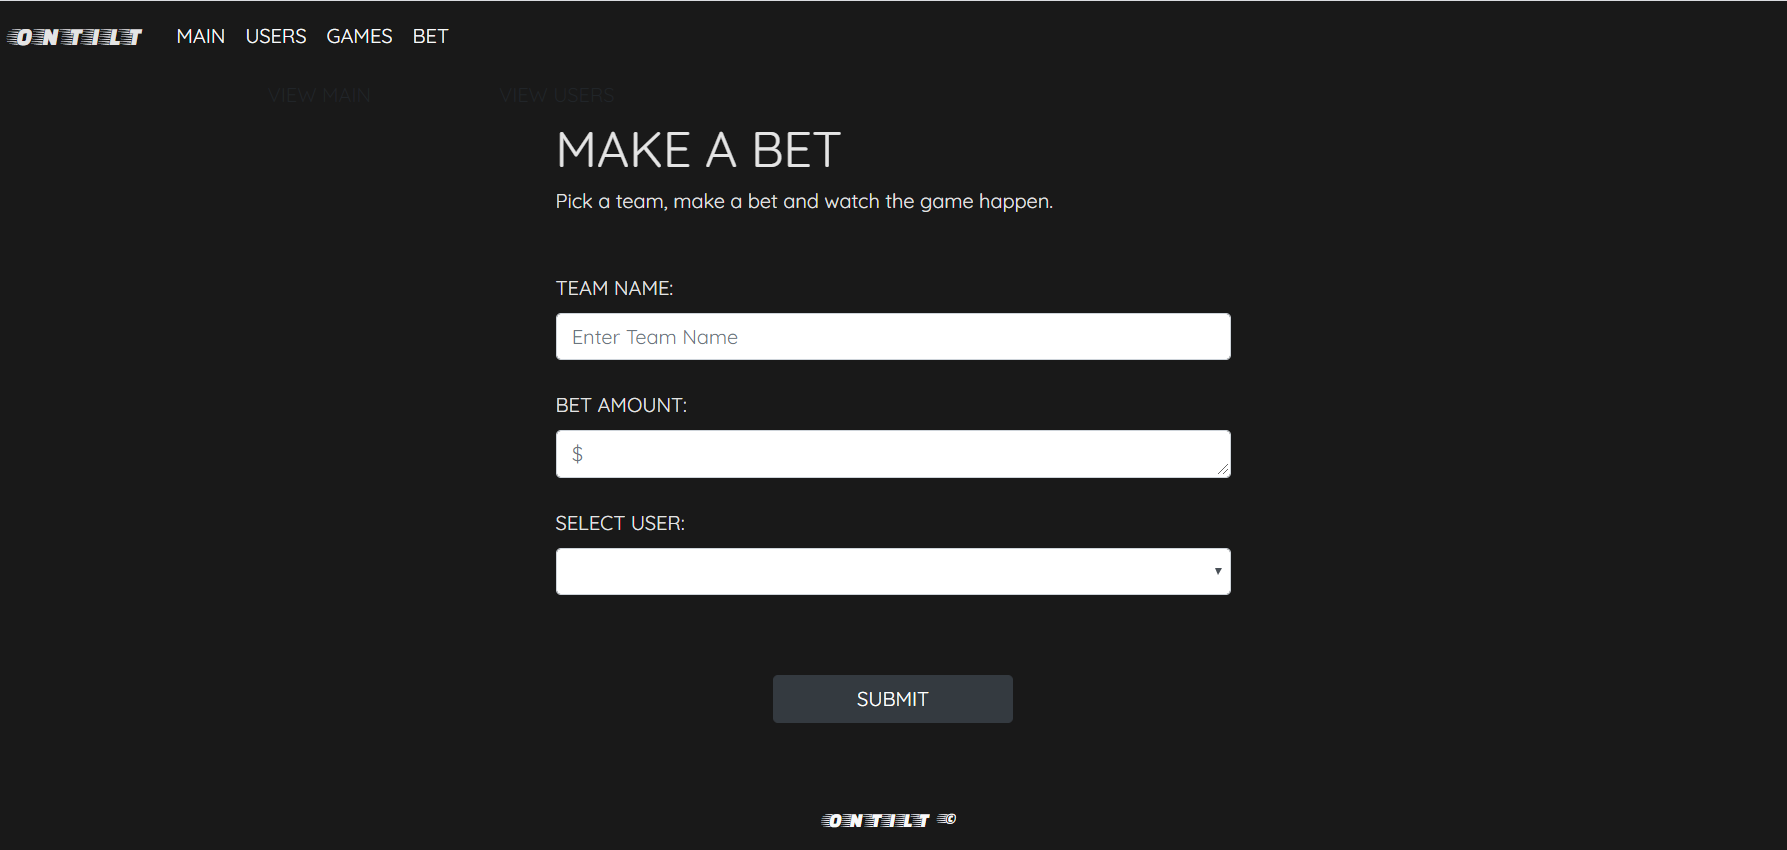 ONTILT MAIN USERS GAMES BET
VIEW MAIN VIEW USERS
MAKE A BET
Pick a team, make a bet and watch the game happen.
TEAM NAME:
Enter Team Name
BET AMOUNT:
$
SELECT USER:
SUBMIT
ONTILT ©